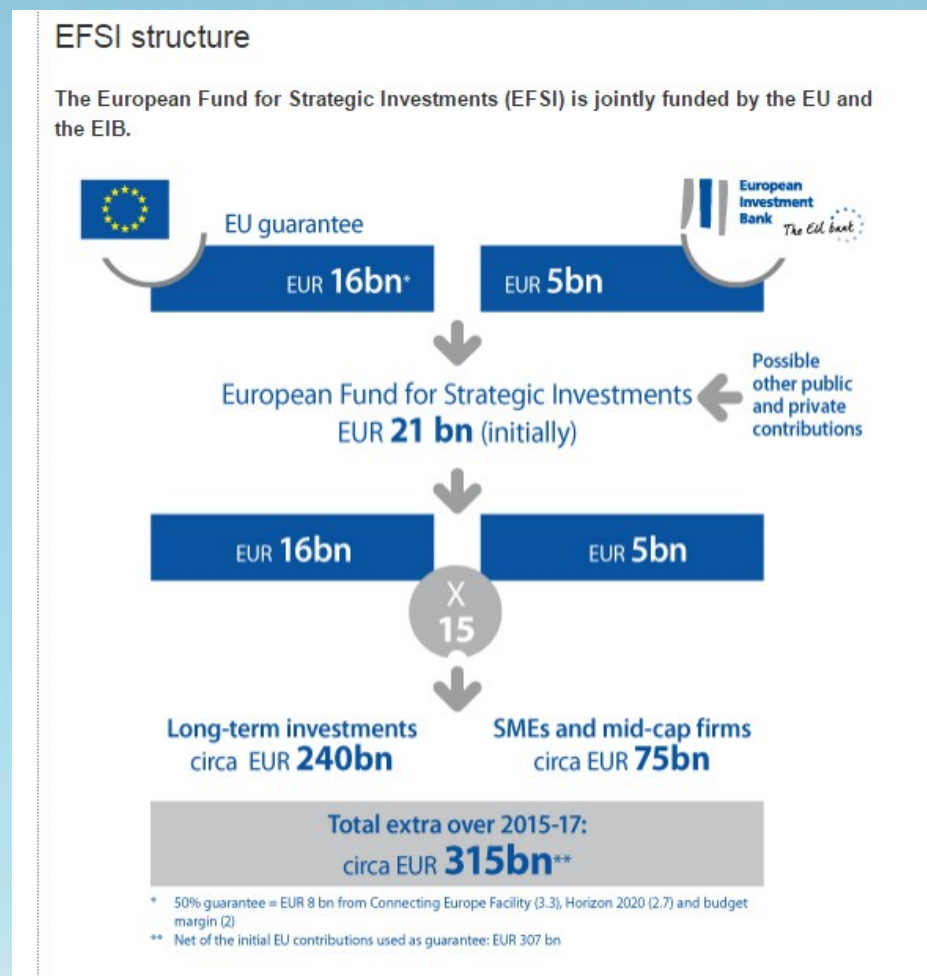 EFSI structure
The European Fund for Strategic Investments (EFSI) is jointly funded by the EU and
the EIB.
European
Investment
Bank The EU bank
EU guarantee
EUR 16bn*
EUR 5bn
European Fund for Strategic Investments
EUR 21 bn (initially)
Possible
other public
and private
contributions
EUR 16bn
EUR 5bn
X
15
Long-term investments
circa EUR 240bn
SMEs and mid-cap firms
circa EUR 75bn
Total extra over 2015-17:
circa EUR 315bn**
* 50% guarantee = EUR 8 bn from Connecting Europe Facility (3.3), Horizon 2020 (2.7) and budget
margin (2)
** Net of the initial EU contributions used as guarantee: EUR 307 bn